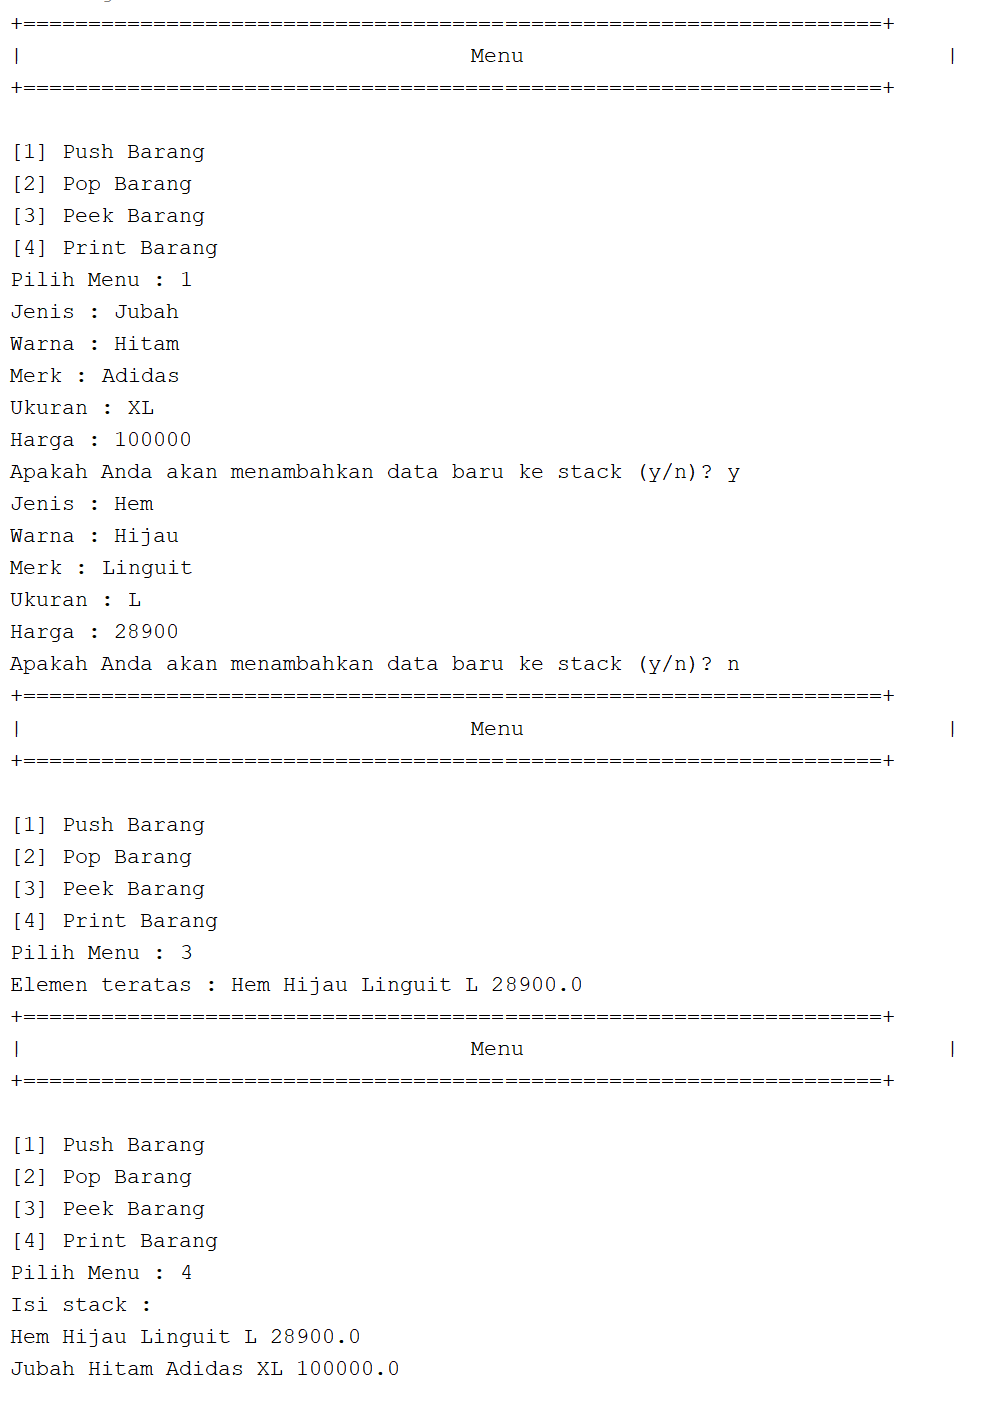 +==================================================================+
| Menu |
+==================================================================+
[1] Push Barang
[2] Pop Barang
[3] Peek Barang
[4] Print Barang
Pilih Menu : 1
Jenis : Jubah
Warna : Hitam
Merk : Adidas
Ukuran : XL
Harga : 100000
Apakah Anda akan menambahkan data baru ke stack (y/n)? y
Jenis : Hem
Warna : Hijau
Merk : Linguit
Ukuran : L
Harga : 28900
Apakah Anda akan menambahkan data baru ke stack (y/n)? n
+==================================================================+
| Menu |
+==================================================================+
[1] Push Barang
[2] Pop Barang
[3] Peek Barang
[4] Print Barang
Pilih Menu : 3
Elemen teratas : Hem Hijau Linguit L 28900.0
+==================================================================+
| Menu |
+==================================================================+
[1] Push Barang
[2] Pop Barang
[3] Peek Barang
[4] Print Barang
Pilih Menu : 4
Isi stack :
Hem Hijau Linguit L 28900.0
Jubah Hitam Adidas XL 100000.0